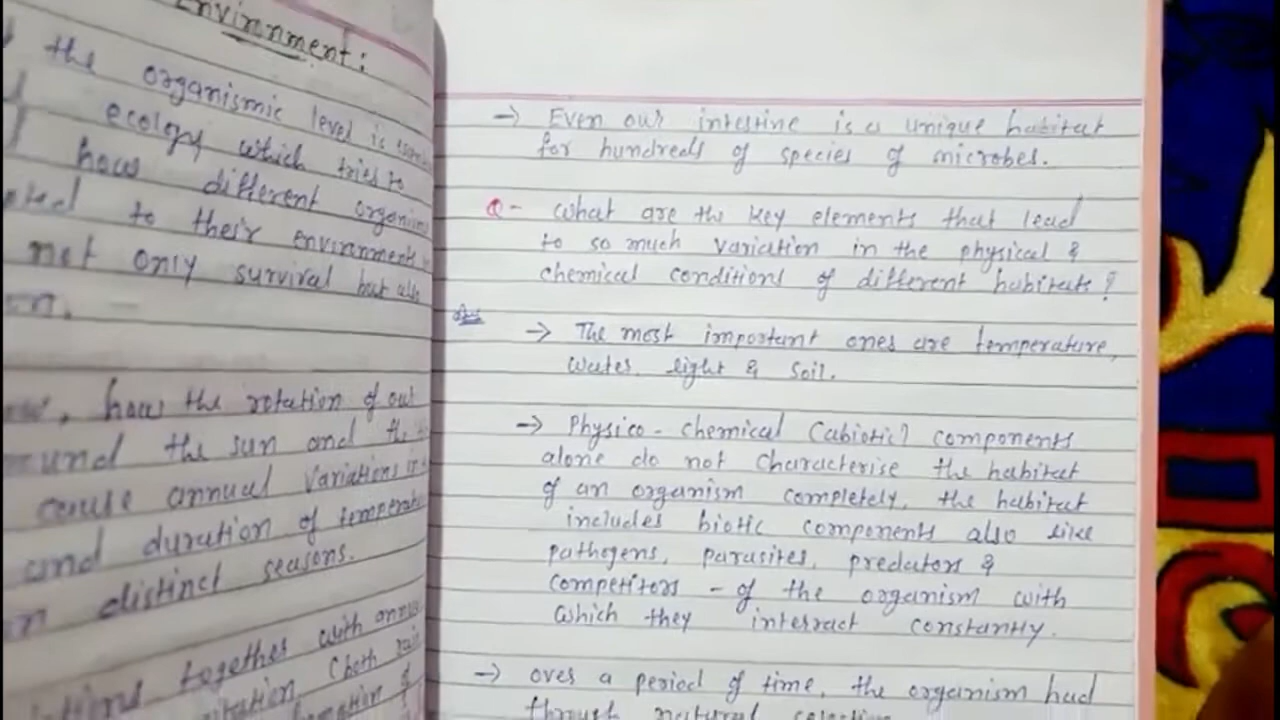 Environment:
the organismic level is
ecology which tries to
how different
to their environments
not only survival but also
how the rotation of our
the sun and the
cause annual variations in
and duration of
distinct seasons.
together with
(both
→ Even our intestine is a unique habitat
for hundreds of species of microbes.
Q- What are the key elements that lead
to so much variation in the physical &
chemical conditions of different habitats?
Ans
→ The most important ones are temperature,
water, light & soil.
→ Physico-chemical (abiotic) components
alone do not characterise the habitat
of an organism completely, the habitat
includes biotic components also like
pathogens, parasites, predators &
competitors - of the organism with
which they interract constantly.
→ over a period of time, the organism had
through natural selection